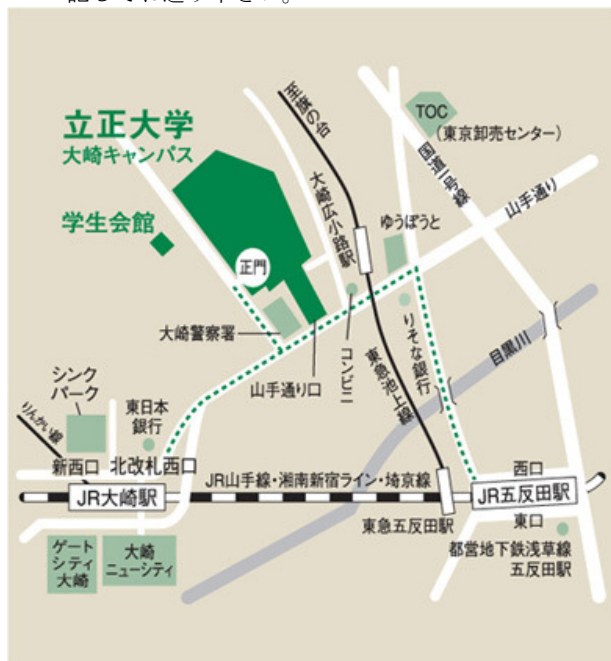 記してお送り下さい。
TOC
(東京卸売センター)
至旗の台
国道一号線
山手通り
立正大学
大崎キャンパス
学生会館
正門
大崎広小路駅
ゆうぽうと
大崎警察署
山手通り口
コンビニ
東急池上線
りそな銀行
目黒川
シンク
パーク
東日本
銀行
りんかい線
新西口
北改札西口
JR大崎駅
JR山手線・湘南新宿ライン・埼京線
西口
JR五反田駅
東口
東急五反田駅
都営地下鉄浅草線
五反田駅
ゲート
シティ
大崎
大崎
ニューシティ